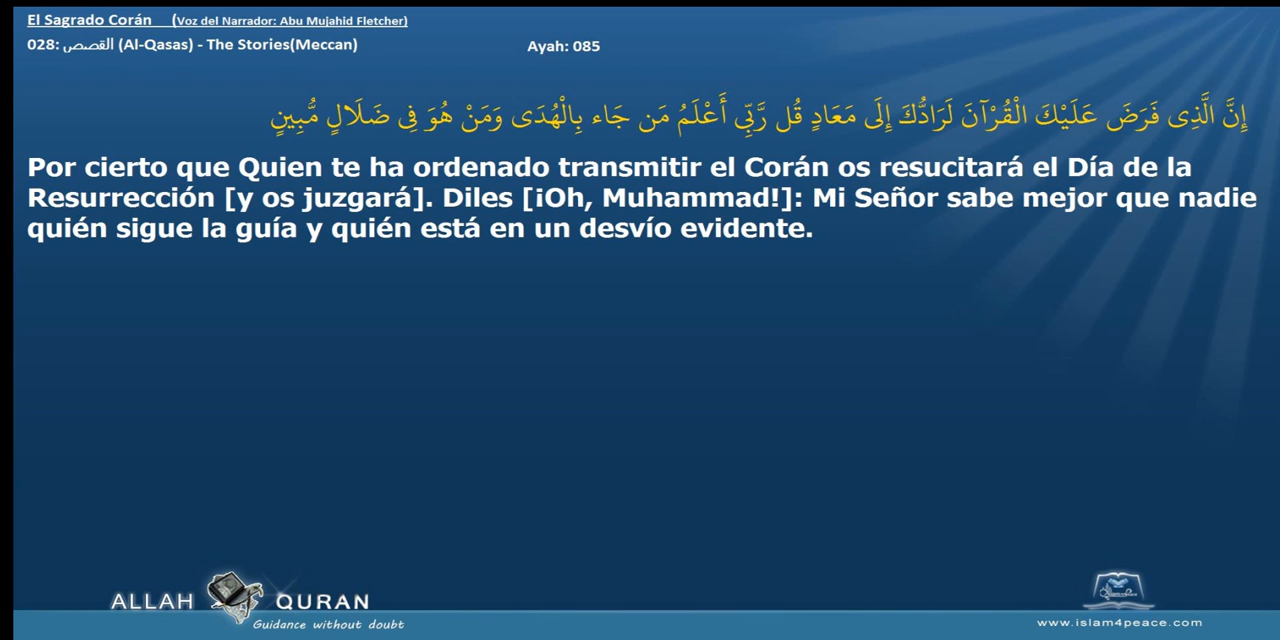 El Sagrado Corán (Voz del Narrador: Abu Mujahid Fletcher)
028: القصص (Al-Qasas) - The Stories(Meccan) Ayah: 085
إِنَّ الَّذِى فَرَضَ عَلَيْكَ الْقُرْآنَ لَرَادُّكَ إِلَى مَعَادٍ قُل رَّبِّى أَعْلَمُ مَن جَاء بِالْهُدَى وَمَنْ هُوَ فِى ضَلَالٍ مُّبِينٍ
Por cierto que Quien te ha ordenado transmitir el Corán os resucitará el Día de la
Resurrección [y os juzgará]. Diles [¡Oh, Muhammad!]: Mi Señor sabe mejor que nadie
quién sigue la guía y quién está en un desvío evidente.
ALLAH QURAN
Guidance without doubt
www.islam4peace.com